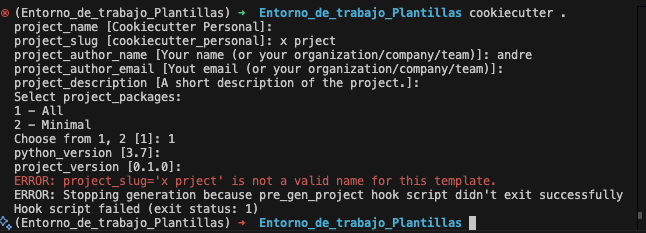 (Entorno_de_trabajo_Plantillas) ➜ Entorno_de_trabajo_Plantillas cookiecutter .
project_name [Cookiecutter Personal]:
project_slug [cookiecutter_personal]: x prject
project_author_name [Your name (or your organization/company/team)]: andre
project_author_email [Yout email (or your organization/company/team)]:
project_description [A short description of the project.]:
Select project_packages:
1 - All
2 - Minimal
Choose from 1, 2 [1]: 1
python_version [3.7]:
project_version [0.1.0]:
ERROR: project_slug='x prject' is not a valid name for this template.
ERROR: Stopping generation because pre_gen_project hook script didn't exit successfully
Hook script failed (exit status: 1)
(Entorno_de_trabajo_Plantillas) ➜ Entorno_de_trabajo_Plantillas